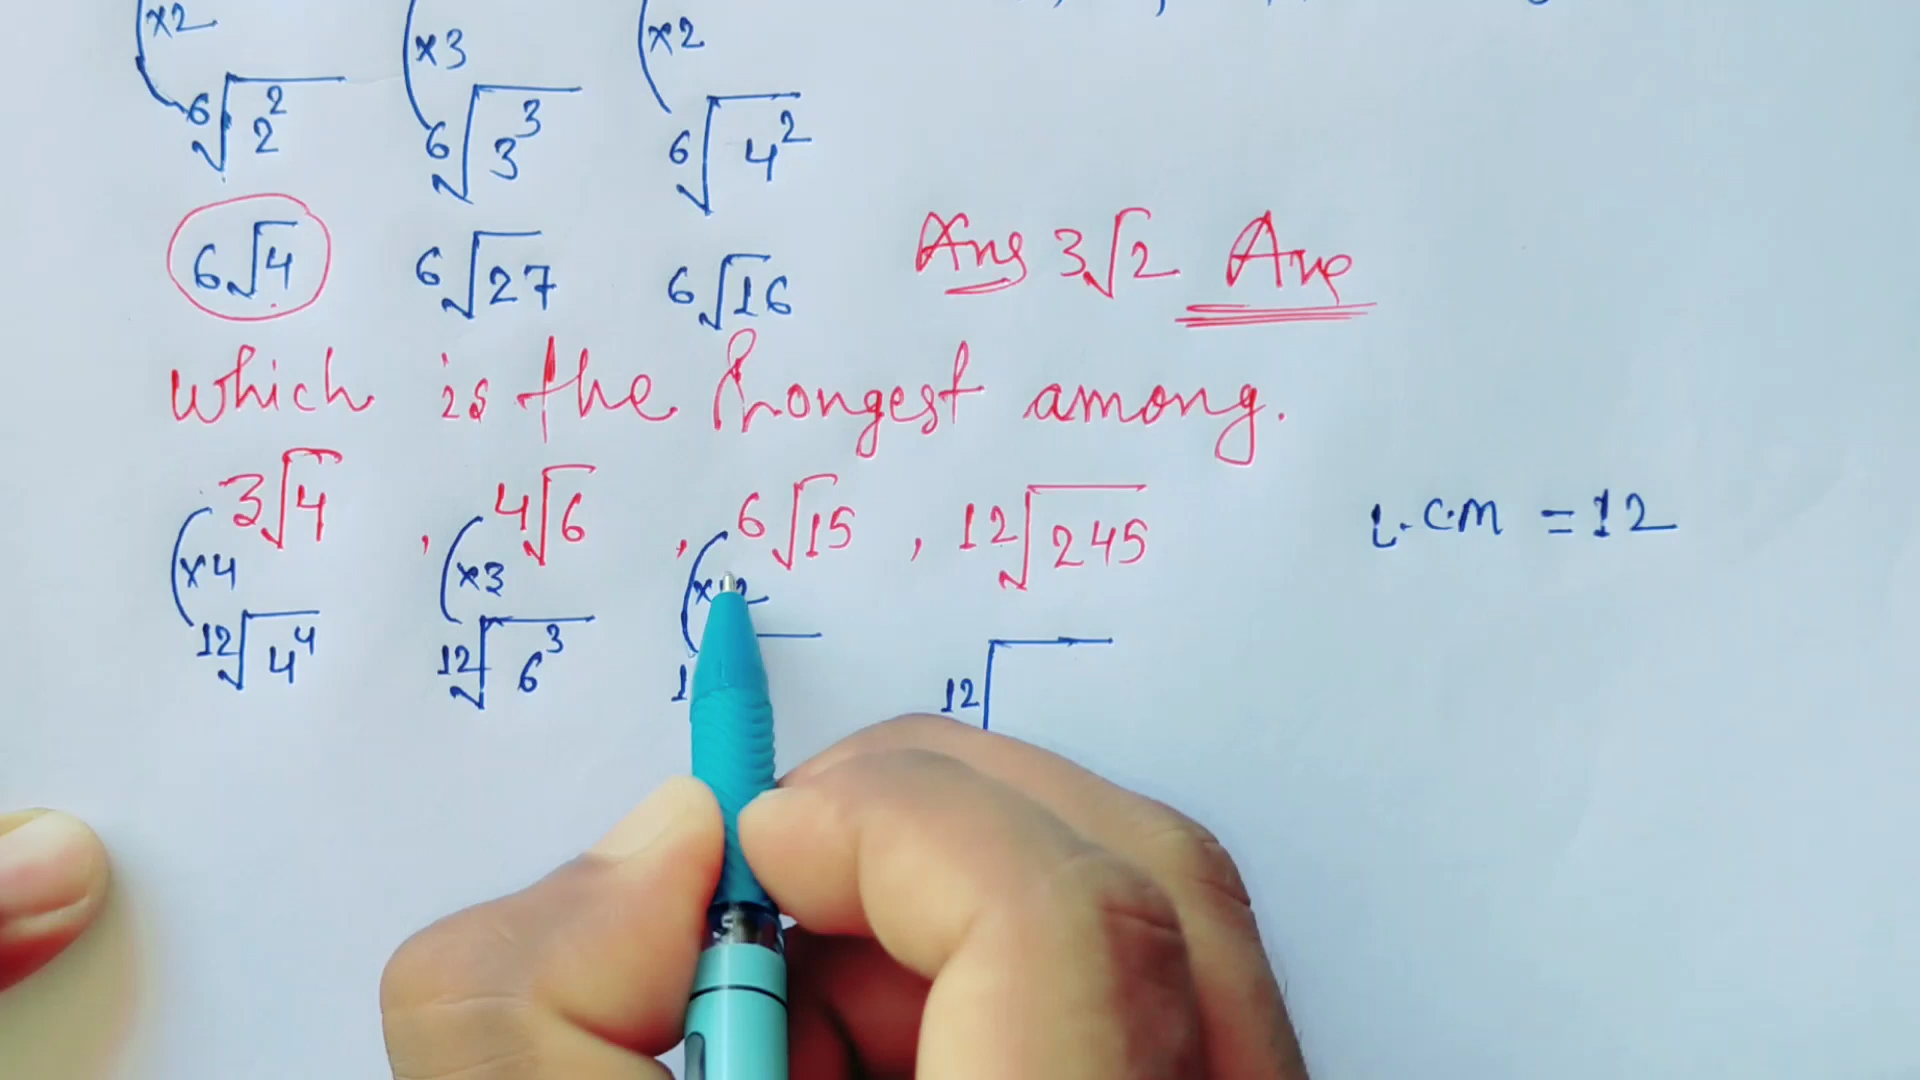 ×2 ×3 ×2
⁶√2² ⁶√3³ ⁶√4²
6√4 ⁶√27 6√16 Ans 3√2 Ans
which is the longest among.
3√4 , 4√6 , 6√15 , 12√245 L.C.M = 12
×4 ×3
12√4⁴ 12√6³ 12√